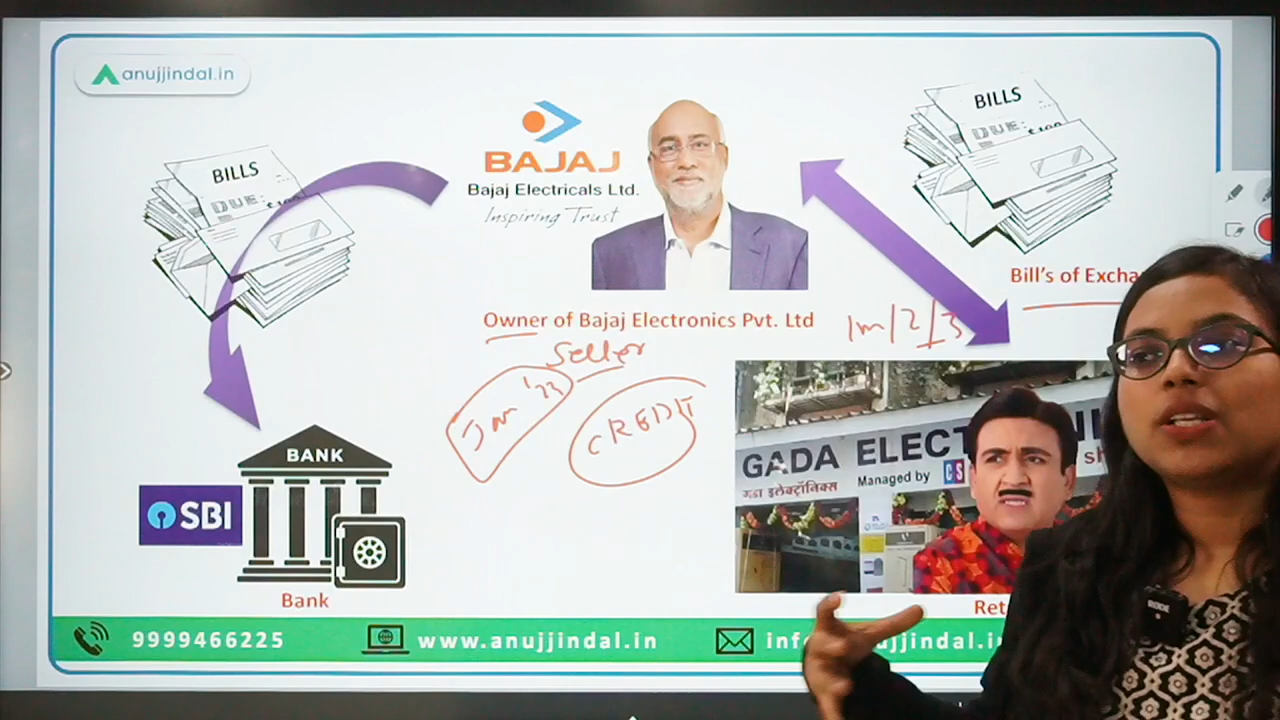 anujjindal.in
BILLS
DUE:
BAJAJ
Bajaj Electricals Ltd.
Inspiring Trust
BILLS
DUE:
Bill's of Excha
Owner of Bajaj Electronics Pvt. Ltd
1m/2/3
Seller
Jan '23
CREDIT
GADA ELECT
गडा इलेक्ट्रॉनिक्स
Managed by CS
SBI
BANK
Bank
Ret
9999466225
www.anujjindal.in